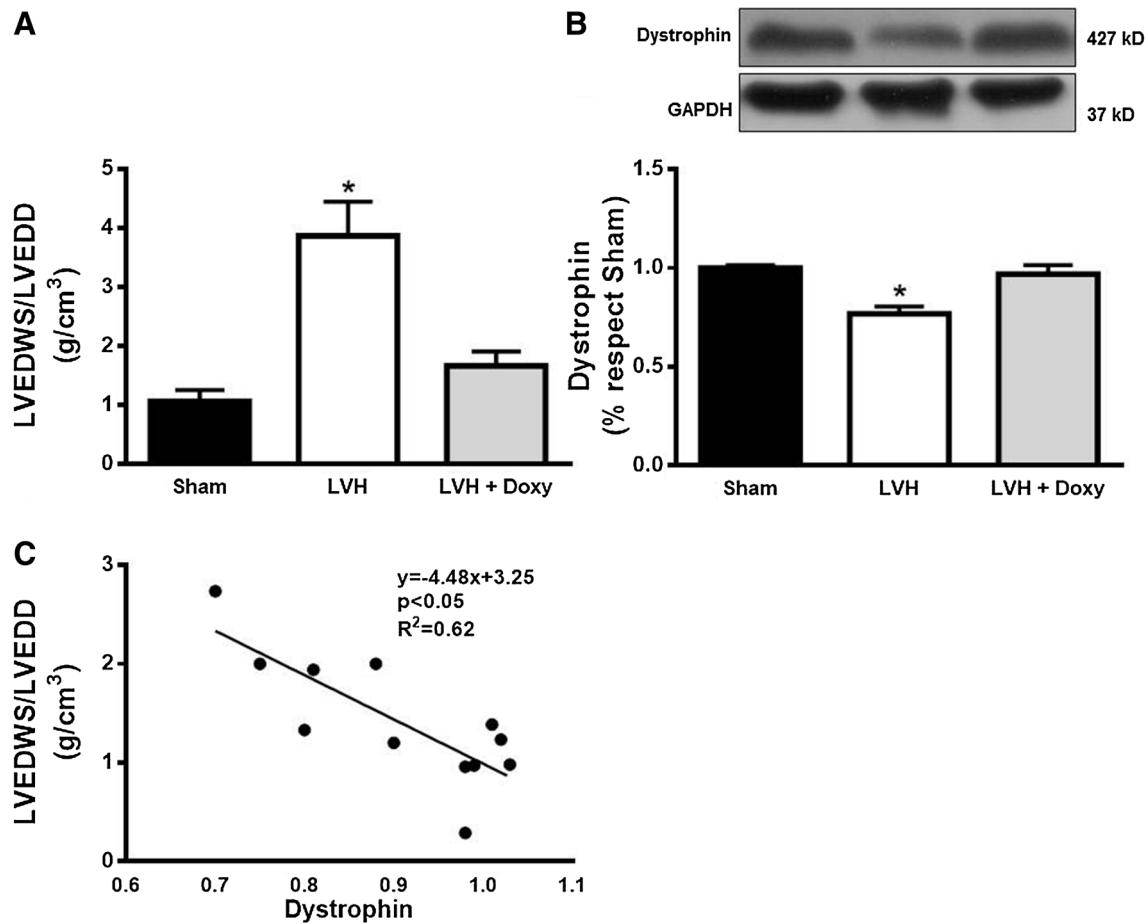 A
LVEDWS/LVEDD
(g/cm³)
5
4
3
2
1
0
*
Sham
LVH
LVH + Doxy
B
Dystrophin
427 kD
GAPDH
37 kD
Dystrophin
(% respect Sham)
1.5
1.0
0.5
0.0
*
Sham
LVH
LVH + Doxy
C
LVEDWS/LVEDD
(g/cm³)
3
2
1
0
y=-4.48x+3.25
p<0.05
R²=0.62
0.6 0.7 0.8 0.9 1.0 1.1
Dystrophin